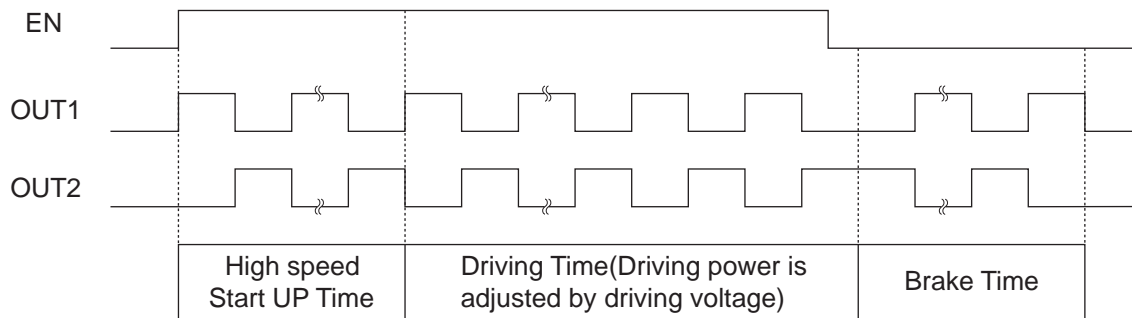 EN
OUT1
OUT2
High speed
Start UP Time
Driving Time(Driving power is
adjusted by driving voltage)
Brake Time